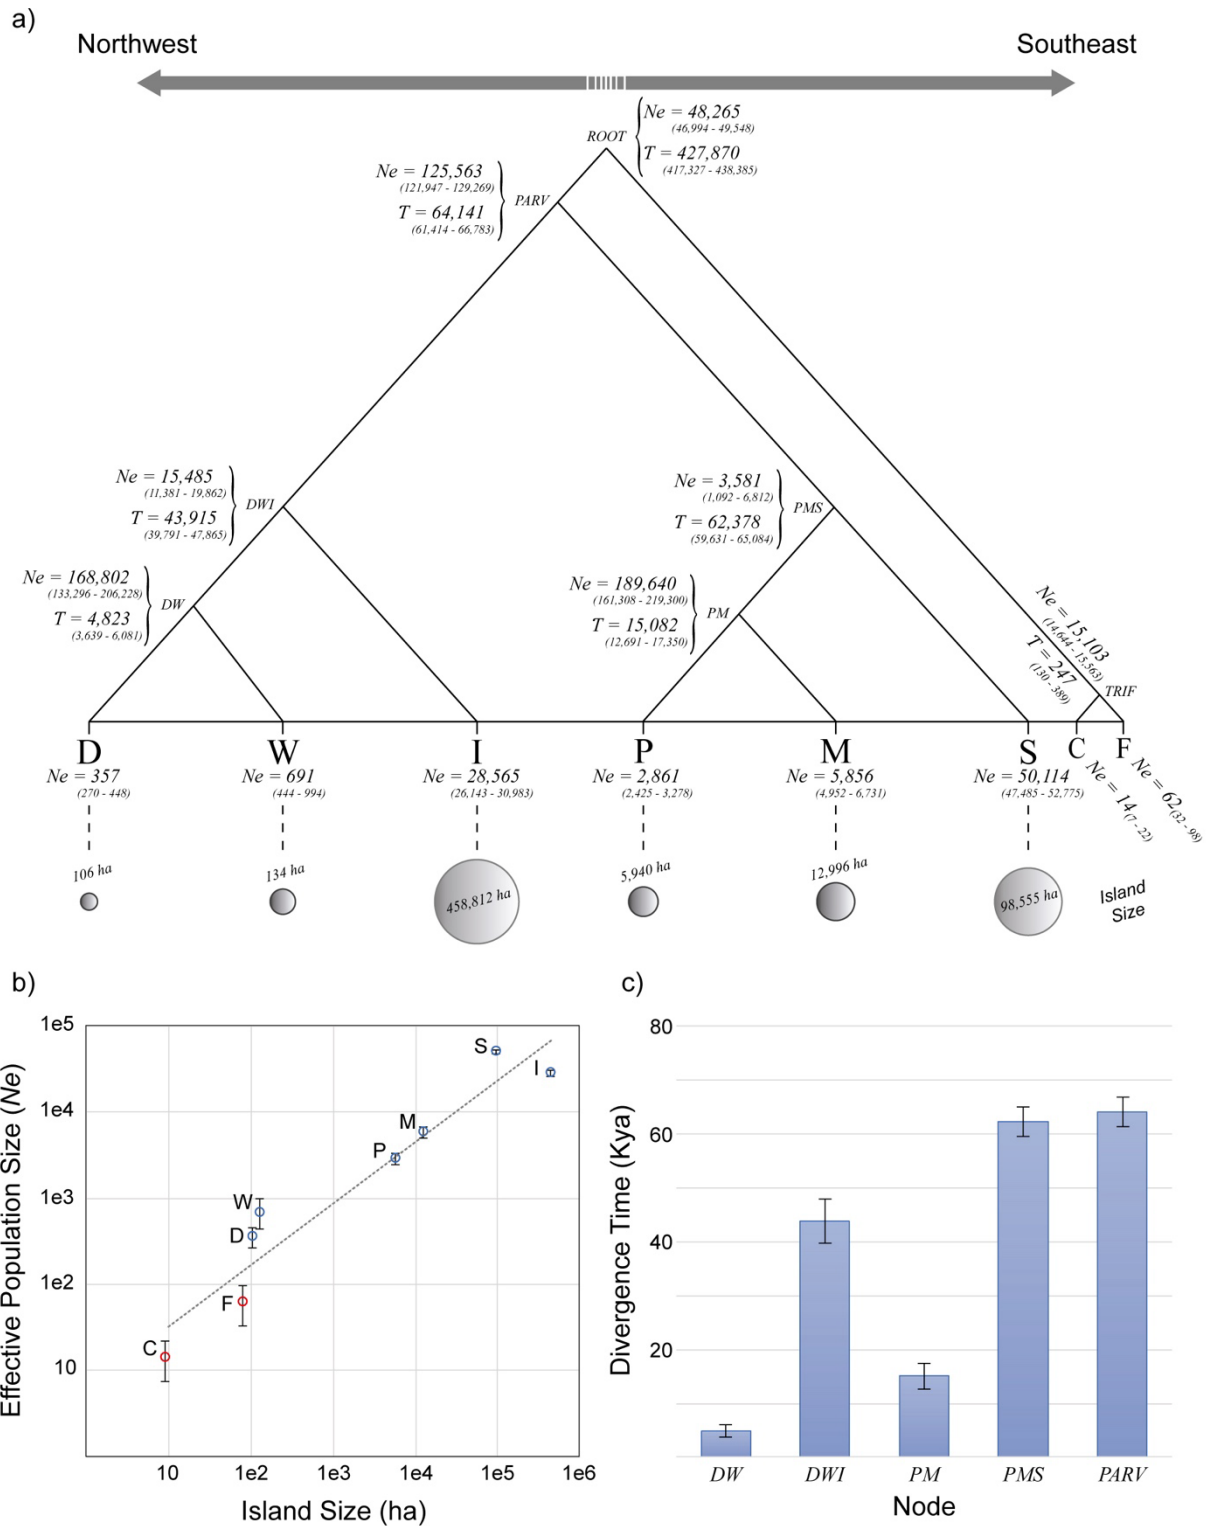 a)
Northwest
Southeast
ROOT
Ne = 48,265
(46,994 - 49,548)
T = 427,870
(417,327 - 438,385)
Ne = 125,563
(121,947 - 129,269)
T = 64,141
(61,414 - 66,783)
PARV
Ne = 15,485
(11,381 - 19,862)
T = 43,915
(39,791 - 47,865)
DWI
Ne = 3,581
(1,092 - 6,812)
T = 62,378
(59,631 - 65,084)
PMS
Ne = 168,802
(133,296 - 206,228)
T = 4,823
(3,639 - 6,081)
DW
Ne = 189,640
(161,308 - 219,300)
T = 15,082
(12,691 - 17,350)
PM
Ne = 15,103
(14,644 - 15,563)
T = 247
(130 - 389)
TRIF
D
W
I
P
M
S
C
F
Ne = 357
(270 - 448)
Ne = 691
(444 - 994)
Ne = 28,565
(26,143 - 30,983)
Ne = 2,861
(2,425 - 3,278)
Ne = 5,856
(4,952 - 6,731)
Ne = 50,114
(47,485 - 52,775)
Ne = 14 (7 - 22)
Ne = 62 (32 - 98)
106 ha
134 ha
458,812 ha
5,940 ha
12,996 ha
98,555 ha
Island
Size
b)
Effective Population Size (Ne)
1e5
1e4
1e3
1e2
10
S
I
M
P
W
D
F
C
10
1e2
1e3
1e4
1e5
1e6
Island Size (ha)
c)
Divergence Time (Kya)
80
60
40
20
DW
DWI
PM
PMS
PARV
Node